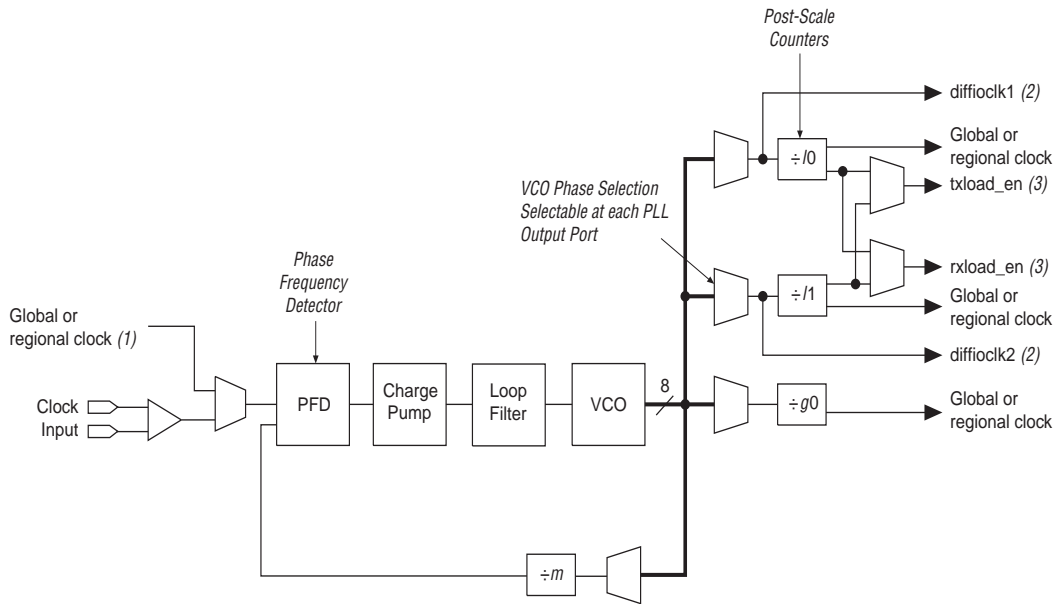 Post-Scale
Counters
diffioclk1 (2)
Global or
regional clock
÷l0
txload_en (3)
VCO Phase Selection
Selectable at each PLL
Output Port
rxload_en (3)
÷l1
Global or
regional clock
diffioclk2 (2)
Phase
Frequency
Detector
Global or
regional clock (1)
Clock
Input
PFD
Charge
Pump
Loop
Filter
VCO
8
÷g0
Global or
regional clock
÷m